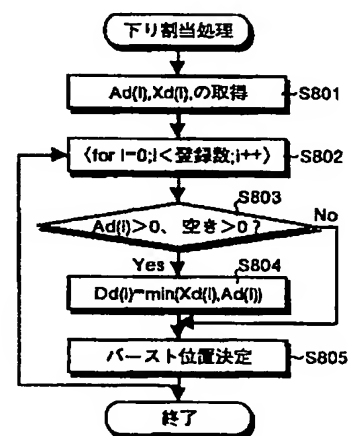 下り割当処理
Ad(i),Xd(i),の取得
S801
〈for i=0;i<登録数;i++〉
S802
S803
Ad(i)>0、空き>0?
No
Yes
S804
Dd(i)=min(Xd(i),Ad(i))
バースト位置決定
S805
終了